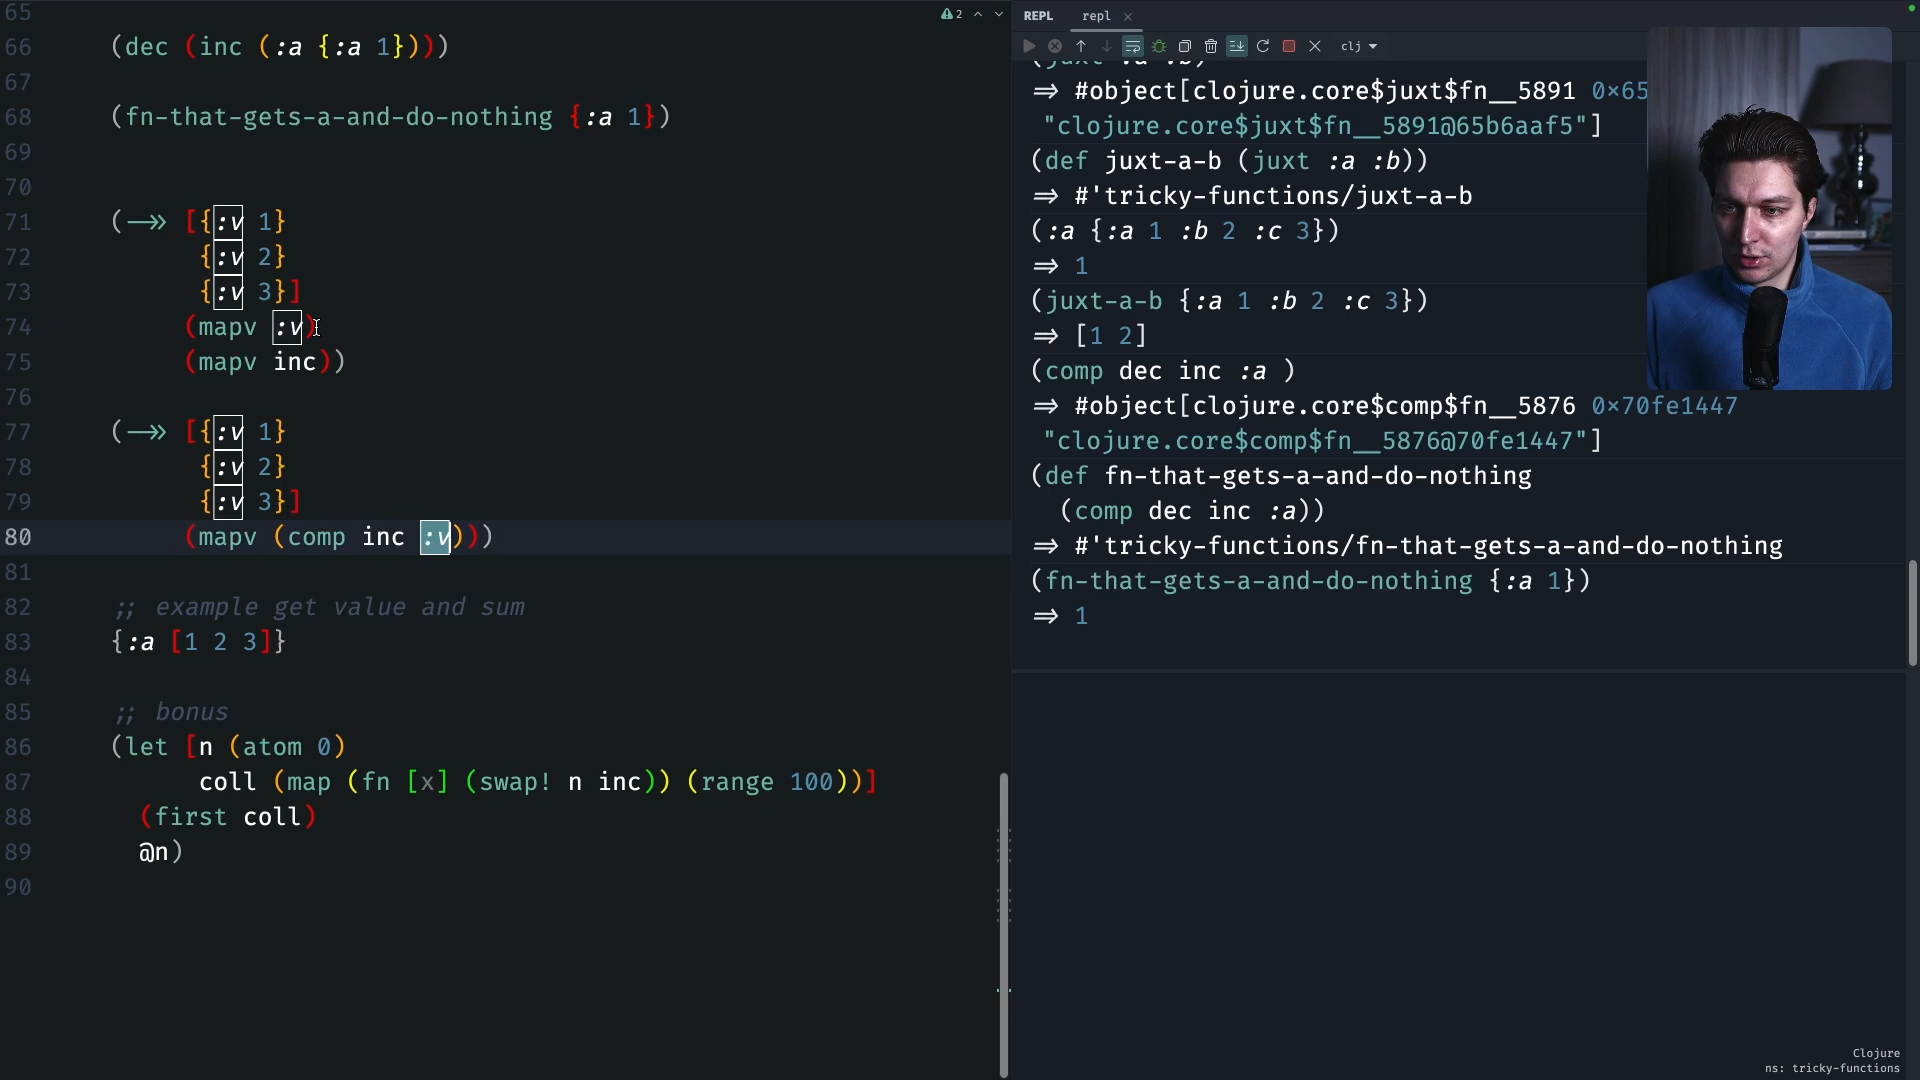 65
66 (dec (inc (:a {:a 1})))
67
68 (fn-that-gets-a-and-do-nothing {:a 1})
69
70
71 (->> [{:v 1}
72 {:v 2}
73 {:v 3}]
74 (mapv :v)
75 (mapv inc))
76
77 (->> [{:v 1}
78 {:v 2}
79 {:v 3}]
80 (mapv (comp inc :v)))
81
82 ;; example get value and sum
83 {:a [1 2 3]}
84
85 ;; bonus
86 (let [n (atom 0)
87 coll (map (fn [x] (swap! n inc)) (range 100))]
88 (first coll)
89 @n)
90
2
REPL repl
clj
(juxt :a :b)
=> #object[clojure.core$juxt$fn__5891 0x65
"clojure.core$juxt$fn__5891@65b6aaf5"]
(def juxt-a-b (juxt :a :b))
=> #'tricky-functions/juxt-a-b
(:a {:a 1 :b 2 :c 3})
=> 1
(juxt-a-b {:a 1 :b 2 :c 3})
=> [1 2]
(comp dec inc :a )
=> #object[clojure.core$comp$fn__5876 0x70fe1447
"clojure.core$comp$fn__5876@70fe1447"]
(def fn-that-gets-a-and-do-nothing
(comp dec inc :a))
=> #'tricky-functions/fn-that-gets-a-and-do-nothing
(fn-that-gets-a-and-do-nothing {:a 1})
=> 1
Clojure
ns: tricky-functions